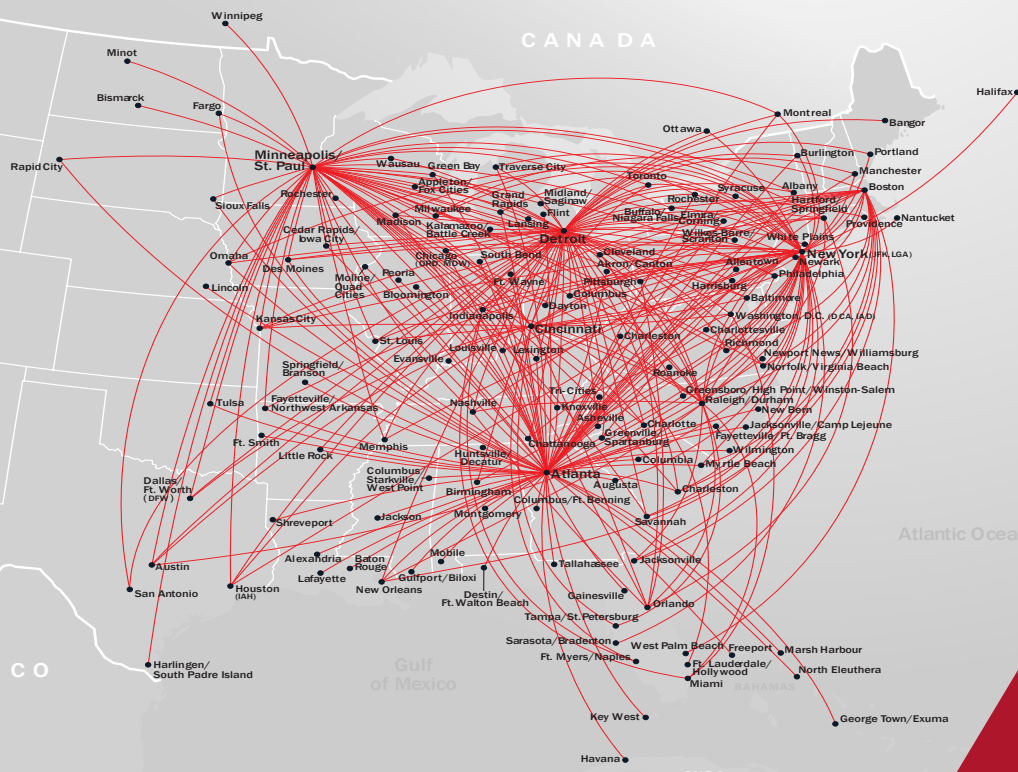 Winnipeg
CANADA
Minot
Halifax
Bismarck
Fargo
Montreal
Ottawa
Bangor
Rapid City
Minneapolis/
St. Paul
Wausau
Green Bay
Traverse City
Burlington
Portland
Appleton/
Fox Cities
Toronto
Manchester
Rochester
Sioux Falls
Grand
Rapids
Midland/
Saginaw
Syracuse
Rochester
Albany
Boston
Hartford/
Springfield
Madison
Milwaukee
Flint
Lansing
Kalamazoo/
Battle Creek
Buffalo/
Niagara Falls
Elmira/
Corning
Providence
Nantucket
Cedar Rapids/
Iowa City
Detroit
Wilkes-Barre/
Scranton
White Plains
Omaha
Des Moines
Chicago
(ORD, MDW)
South Bend
Cleveland
Akron/Canton
Allentown
New York (JFK, LGA)
Newark
Moline/
Quad
Cities
Peoria
Ft. Wayne
Pittsburgh
Philadelphia
Lincoln
Bloomington
Columbus
Harrisburg
Baltimore
Dayton
Indianapolis
Washington, D.C. (DCA, IAD)
Kansas City
Cincinnati
Charleston
Charlottesville
St. Louis
Louisville
Lexington
Richmond
Evansville
Newport News/Williamsburg
Norfolk/Virginia Beach
Springfield/
Branson
Roanoke
Tri-Cities
Greensboro/High Point/Winston-Salem
Raleigh/Durham
Tulsa
Fayetteville/
Northwest Arkansas
Nashville
Knoxville
New Bern
Asheville
Charlotte
Jacksonville/Camp Lejeune
Ft. Smith
Memphis
Chattanooga
Greenville/
Spartanburg
Fayetteville/Ft. Bragg
Little Rock
Huntsville/
Decatur
Wilmington
Columbia
Myrtle Beach
Columbus/
Starkville/
West Point
Atlanta
Augusta
Dallas/
Ft. Worth
(DFW)
Birmingham
Charleston
Columbus/Ft. Benning
Montgomery
Shreveport
Jackson
Savannah
Atlantic Ocea
Alexandria
Baton
Rouge
Mobile
Austin
Tallahassee
Jacksonville
Lafayette
Gulfport/Biloxi
New Orleans
San Antonio
Houston
(IAH)
Destin/
Ft. Walton Beach
Gainesville
Orlando
Tampa/St. Petersburg
Sarasota/Bradenton
West Palm Beach
Freeport
Marsh Harbour
Ft. Myers/Naples
Harlingen/
South Padre Island
CO
Gulf
of Mexico
Ft. Lauderdale/
Hollywood
North Eleuthera
Miami
BAHAMAS
Key West
George Town/Exuma
Havana